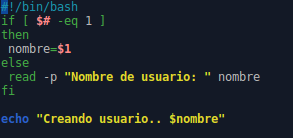 #!/bin/bash
if [ $# -eq 1 ]
then
 nombre=$1
else
 read -p "Nombre de usuario: " nombre
fi

echo "Creando usuario.. $nombre"